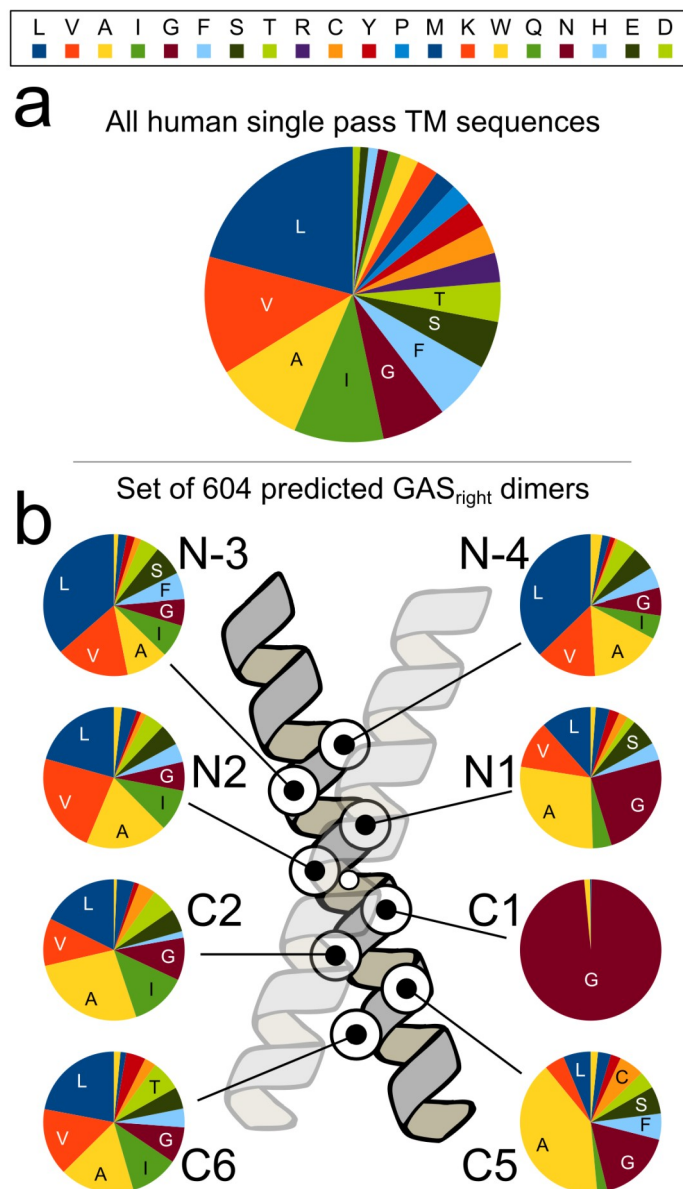 L V A I G F S T R C Y P M K W Q N H E D
a
All human single pass TM sequences
L
V
A
I
G
F
S
T
Set of 604 predicted GASright dimers
b
N-3
L
V
A
I
G
F
S
N-4
L
V
A
I
G
N2
L
V
A
I
G
N1
L
V
A
G
S
C2
L
V
A
I
G
C1
G
C6
L
V
A
I
G
T
C5
L
A
G
F
S
C